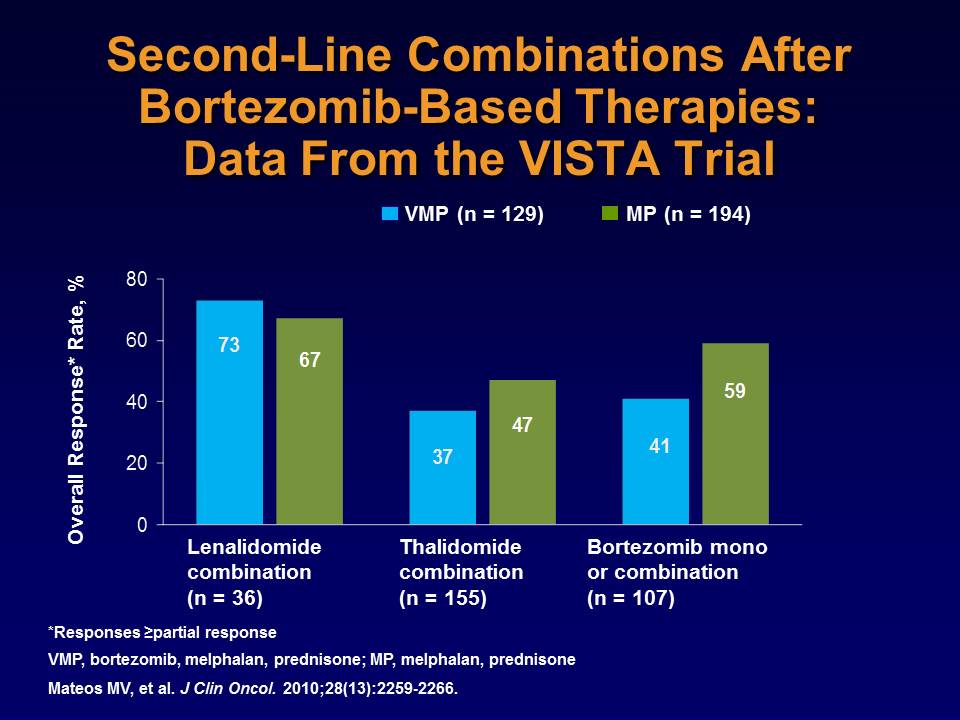 Second-Line Combinations After
Bortezomib-Based Therapies:
Data From the VISTA Trial
VMP (n = 129)
MP (n = 194)
Overall Response* Rate, %
80
60
40
20
0
73
67
37
47
41
59
Lenalidomide
combination
(n = 36)
Thalidomide
combination
(n = 155)
Bortezomib mono
or combination
(n = 107)
*Responses ≥partial response
VMP, bortezomib, melphalan, prednisone; MP, melphalan, prednisone
Mateos MV, et al. J Clin Oncol. 2010;28(13):2259-2266.